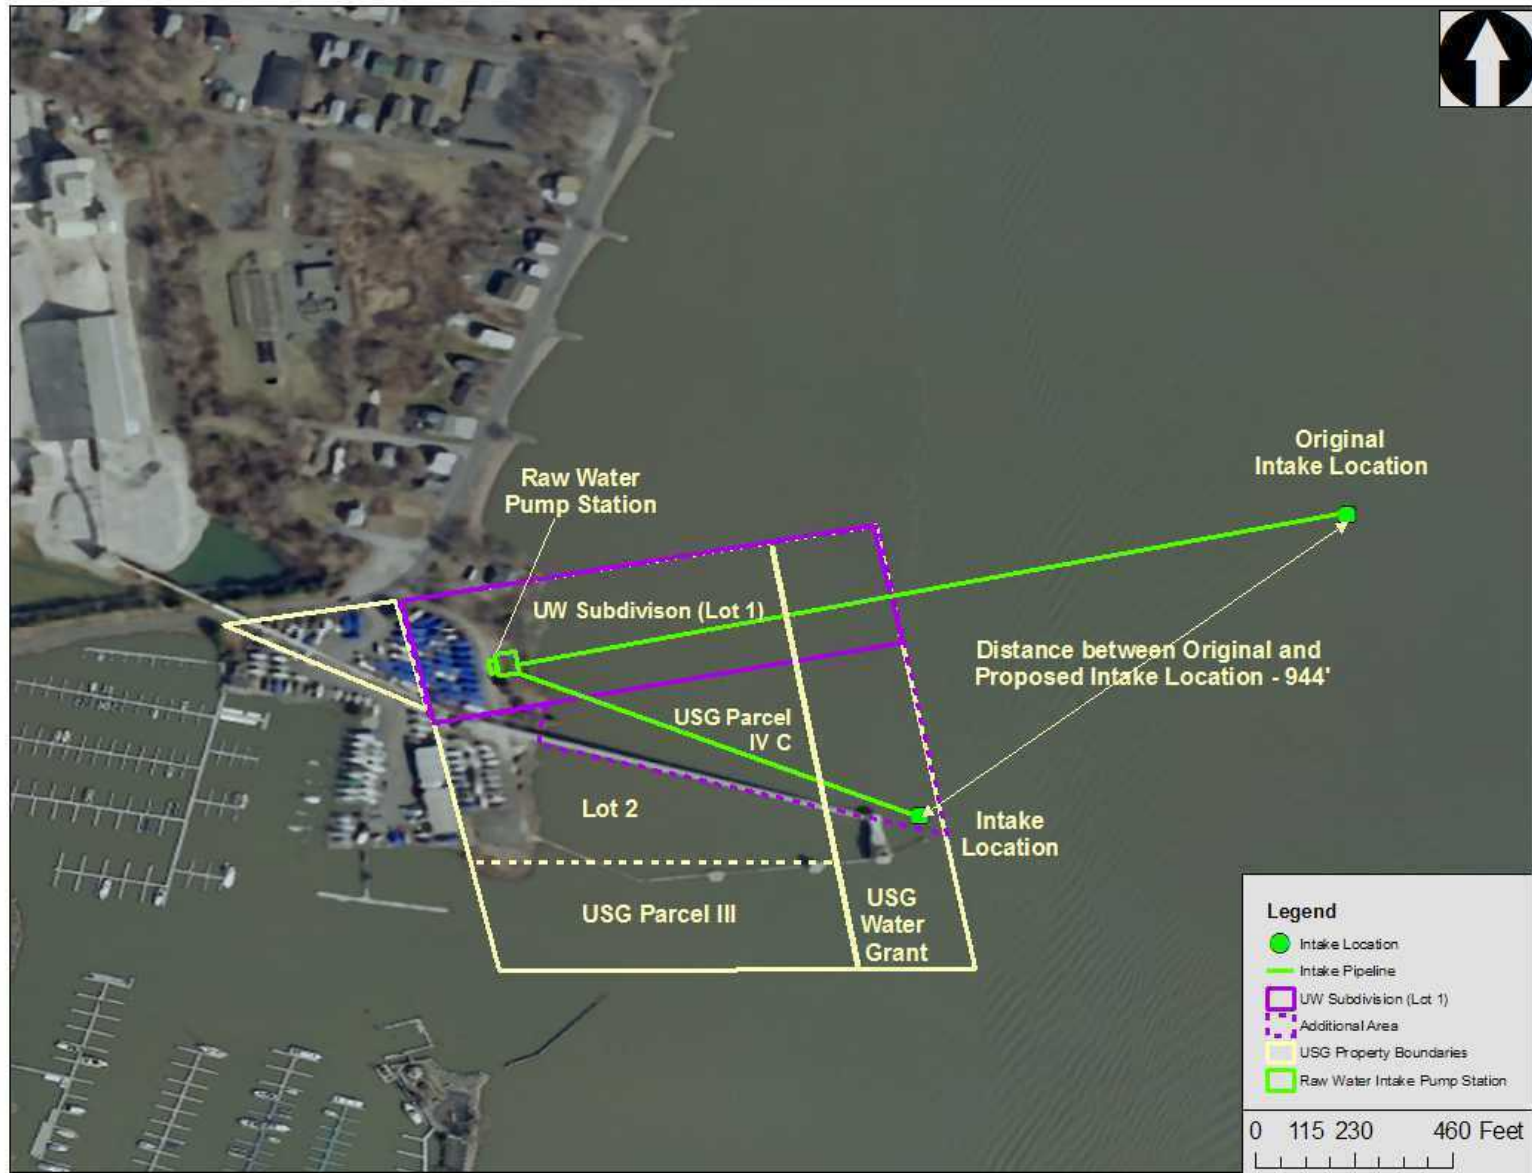 Original
Intake Location
Raw Water
Pump Station
UW Subdivison (Lot 1)
Distance between Original and
Proposed Intake Location - 944'
USG Parcel
IV C
Lot 2
Intake
Location
USG Parcel III
USG
Water
Grant
Legend
Intake Location
Intake Pipeline
UW Subdivision (Lot 1)
Additional Area
USG Property Boundaries
Raw Water Intake Pump Station
0 115 230 460 Feet